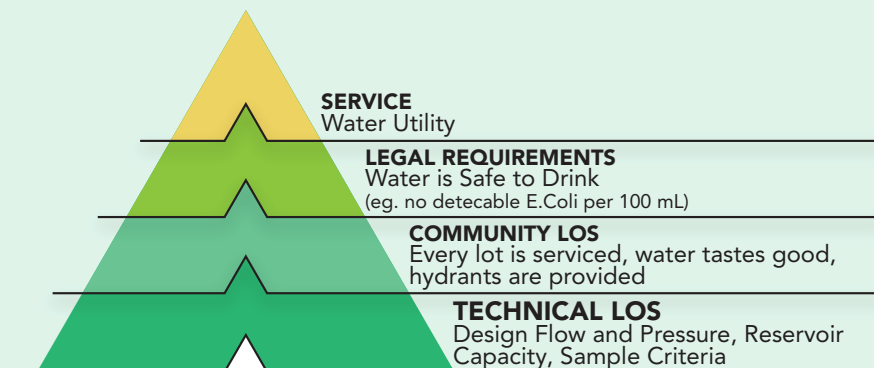 SERVICE
Water Utility
LEGAL REQUIREMENTS
Water is Safe to Drink
(eg. no detecable E.Coli per 100 mL)
COMMUNITY LOS
Every lot is serviced, water tastes good,
hydrants are provided
TECHNICAL LOS
Design Flow and Pressure, Reservoir
Capacity, Sample Criteria